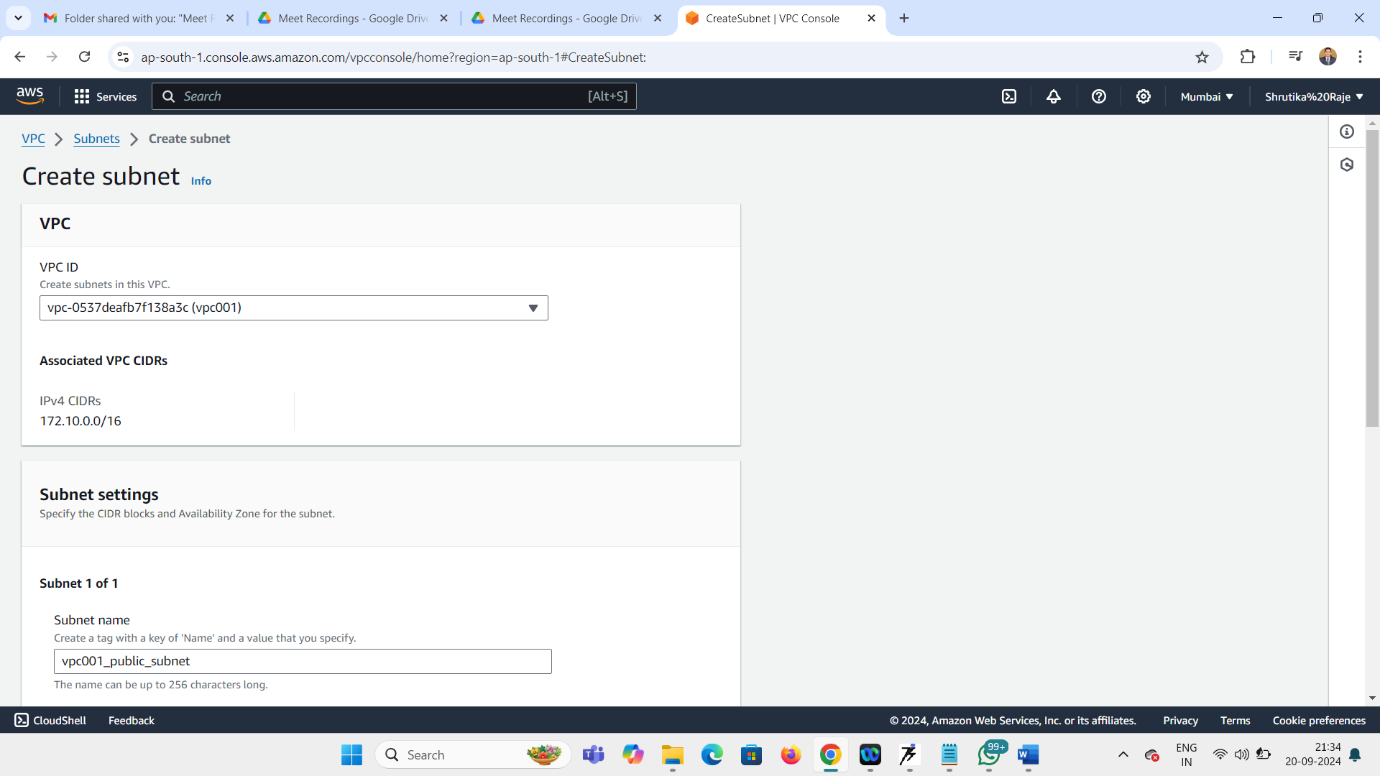 Folder shared with you: "Meet R
Meet Recordings - Google Drive
Meet Recordings - Google Driv
CreateSubnet | VPC Console
ap-south-1.console.aws.amazon.com/vpcconsole/home?region=ap-south-1#CreateSubnet:
aws
Services
Search
[Alt+S]
Mumbai
Shrutika%20Raje
VPC
Subnets
Create subnet
Create subnet
Info
VPC
VPC ID
Create subnets in this VPC.
vpc-0537deafb7f138a3c (vpc001)
Associated VPC CIDRs
IPv4 CIDRs
172.10.0.0/16
Subnet settings
Specify the CIDR blocks and Availability Zone for the subnet.
Subnet 1 of 1
Subnet name
Create a tag with a key of 'Name' and a value that you specify.
vpc001_public_subnet
The name can be up to 256 characters long.
CloudShell
Feedback
© 2024, Amazon Web Services, Inc. or its affiliates.
Privacy
Terms
Cookie preferences
Search
99+
ENG
IN
21:34
20-09-2024